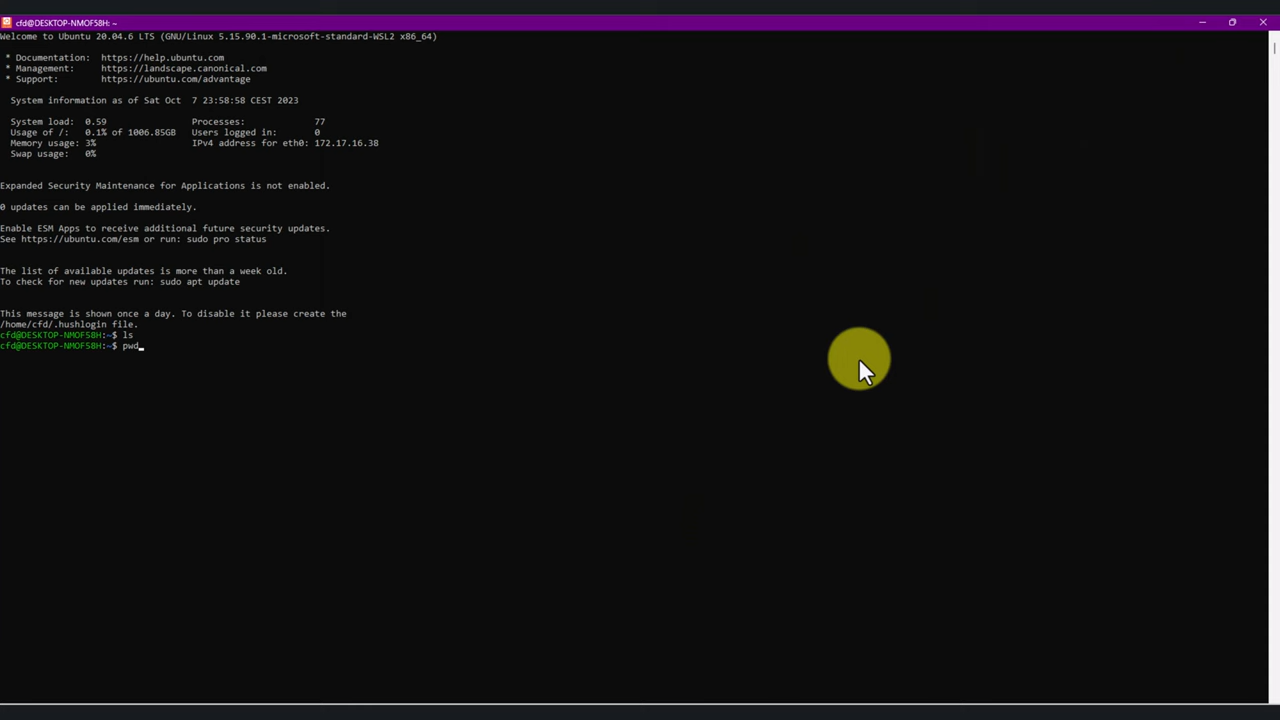 cfd@DESKTOP-NMOF58H: ~
Welcome to Ubuntu 20.04.6 LTS (GNU/Linux 5.15.90.1-microsoft-standard-WSL2 x86_64)
* Documentation:  https://help.ubuntu.com
* Management:     https://landscape.canonical.com
* Support:        https://ubuntu.com/advantage
System information as of Sat Oct  7 23:58:58 CEST 2023
System load:  0.59                Processes:              77
Usage of /:   0.1% of 1006.85GB   Users logged in:        0
Memory usage: 3%                  IPv4 address for eth0: 172.17.16.38
Swap usage:   0%
Expanded Security Maintenance for Applications is not enabled.
0 updates can be applied immediately.
Enable ESM Apps to receive additional future security updates.
See https://ubuntu.com/esm or run: sudo pro status
The list of available updates is more than a week old.
To check for new updates run: sudo apt update
This message is shown once a day. To disable it please create the
/home/cfd/.hushlogin file.
cfd@DESKTOP-NMOF58H:~$ ls
cfd@DESKTOP-NMOF58H:~$ pwd